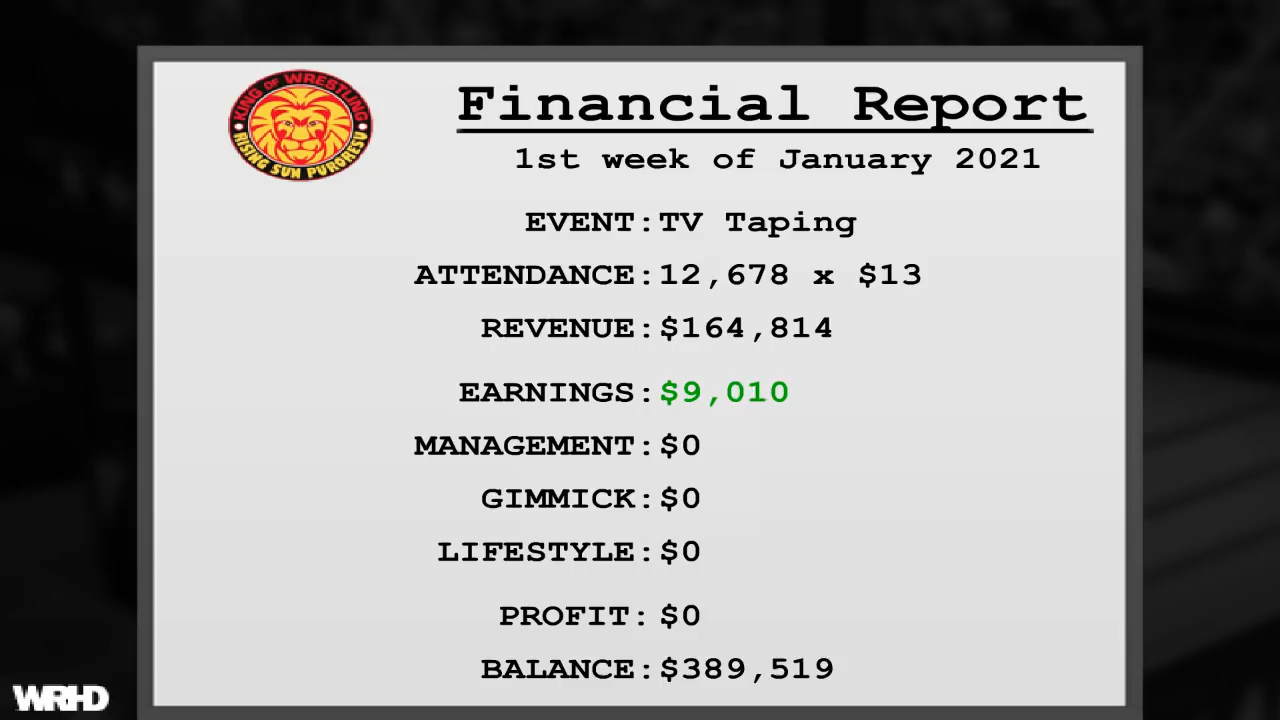 KING OF WRESTLING
RISING SUN PURORESU
Financial Report
1st week of January 2021
EVENT: TV Taping
ATTENDANCE: 12,678 x $13
REVENUE: $164,814
EARNINGS: $9,010
MANAGEMENT: $0
GIMMICK: $0
LIFESTYLE: $0
PROFIT: $0
BALANCE: $389,519
WRHD